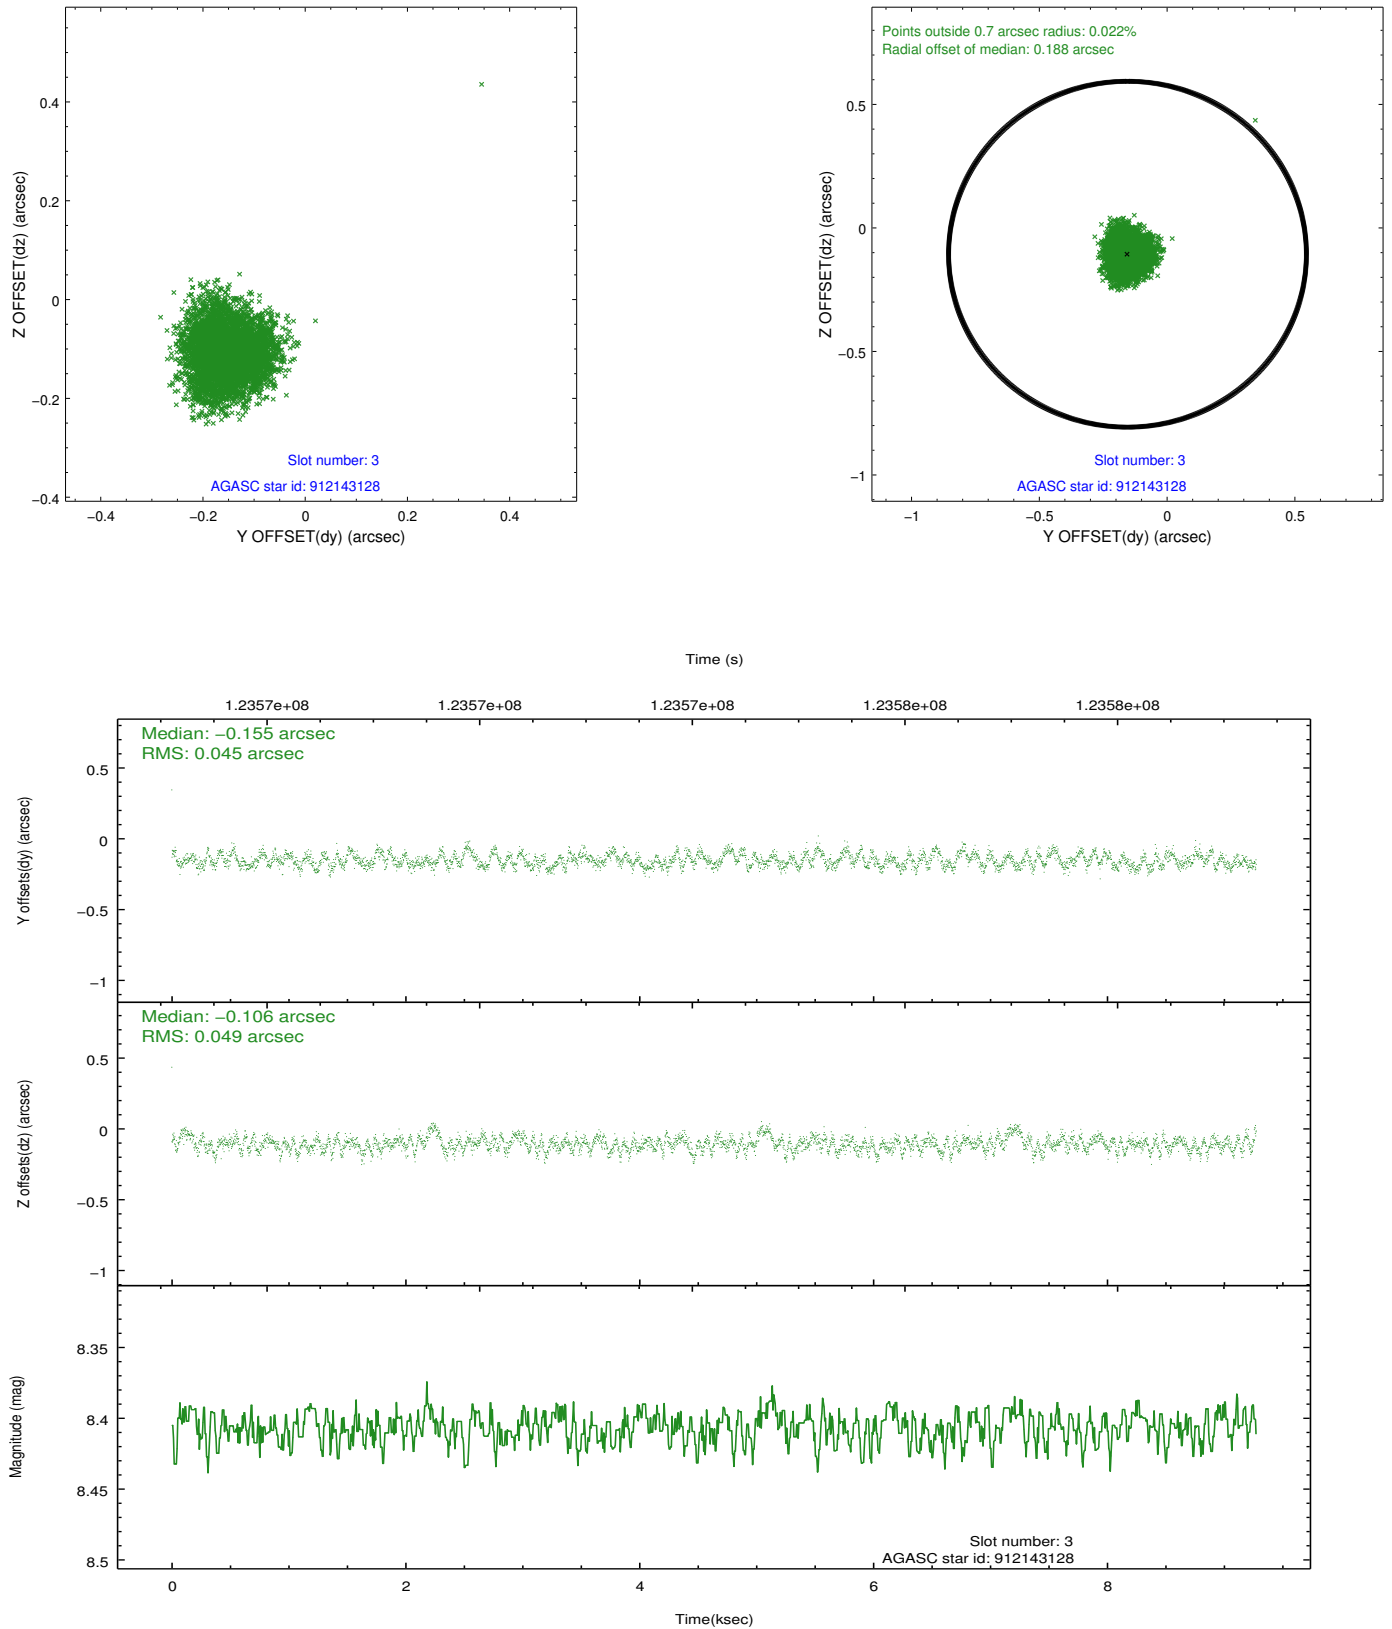 0.4
0.2
0
−0.2
−0.4
Z OFFSET(dz) (arcsec)
Slot number: 3
AGASC star id: 912143128
−0.4
−0.2
0
0.2
0.4
Y OFFSET(dy) (arcsec)
Points outside 0.7 arcsec radius: 0.022%
Radial offset of median: 0.188 arcsec
0.5
0
−0.5
−1
Z OFFSET(dz) (arcsec)
Slot number: 3
AGASC star id: 912143128
−1
−0.5
0
0.5
Y OFFSET(dy) (arcsec)
Time (s)
1.2357e+08
1.2357e+08
1.2357e+08
1.2358e+08
1.2358e+08
Median: −0.155 arcsec
RMS: 0.045 arcsec
0.5
0
−0.5
−1
Y offsets(dy) (arcsec)
Median: −0.106 arcsec
RMS: 0.049 arcsec
0.5
0
−0.5
−1
Z offsets(dz) (arcsec)
8.35
8.4
8.45
8.5
Magnitude (mag)
Slot number: 3
AGASC star id: 912143128
0
2
4
6
8
Time(ksec)